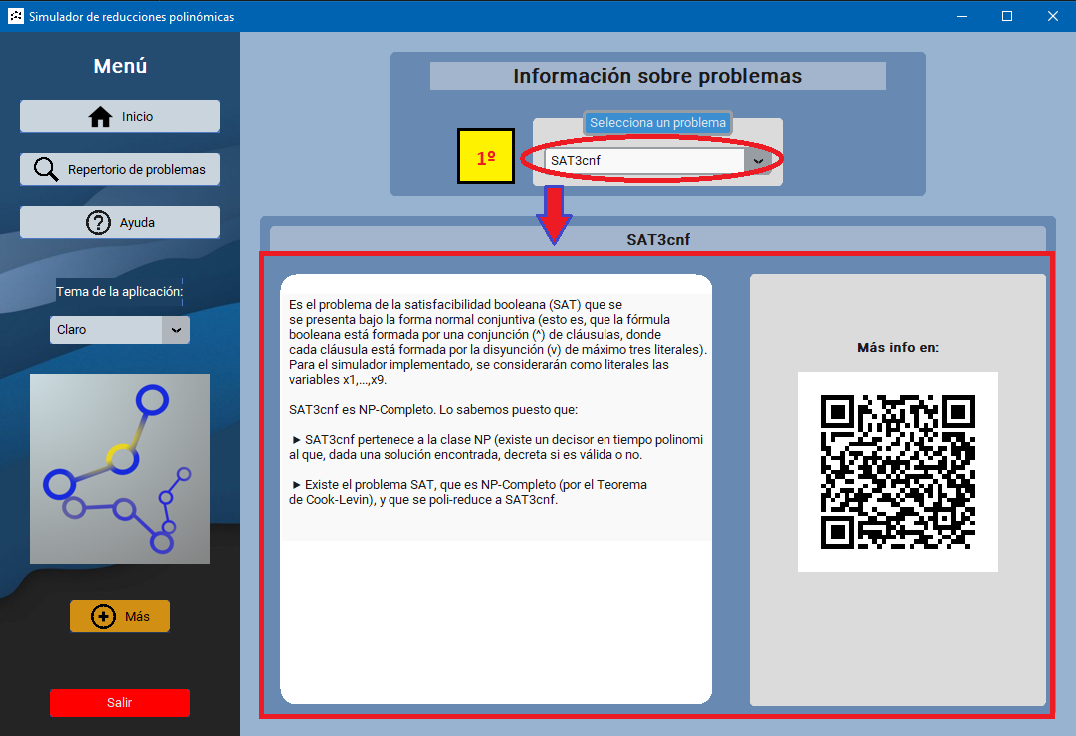 Simulador de reducciones polinómicas
Menú
Inicio
Repertorio de problemas
Ayuda
Tema de la aplicación:
Claro
Más
Salir
Información sobre problemas
Selecciona un problema
1º
SAT3cnf
SAT3cnf
Es el problema de la satisfacibilidad booleana (SAT) que se
se presenta bajo la forma normal conjuntiva (esto es, que la fórmula
booleana está formada por una conjunción (^) de cláusulas, donde
cada cláusula está formada por la disyunción (v) de máximo tres literales).
Para el simulador implementado, se considerarán como literales las
variables x1,...,x9.
SAT3cnf es NP-Completo. Lo sabemos puesto que:
►SAT3cnf pertenece a la clase NP (existe un decisor en tiempo polinomi
al que, dada una solución encontrada, decreta si es válida o no.
►Existe el problema SAT, que es NP-Completo (por el Teorema
de Cook-Levin), y que se poli-reduce a SAT3cnf.
Más info en: